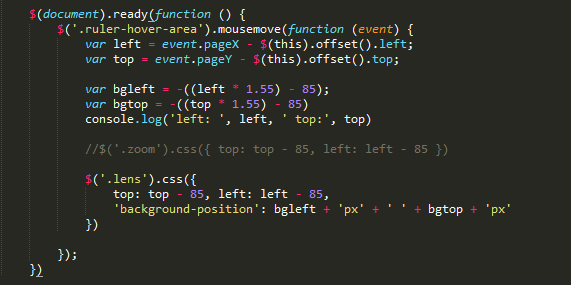 $(document).ready(function () {
    $('.ruler-hover-area').mousemove(function (event) {
        var left = event.pageX - $(this).offset().left;
        var top = event.pageY - $(this).offset().top;

        var bgleft = -((left * 1.55) - 85);
        var bgtop = -((top * 1.55) - 85)
        console.log('left: ', left, ' top:', top)

        //$('.zoom').css({ top: top - 85, left: left - 85 })

        $('.lens').css({
            top: top - 85, left: left - 85,
            'background-position': bgleft + 'px' + ' ' + bgtop + 'px'
        })

    });
})